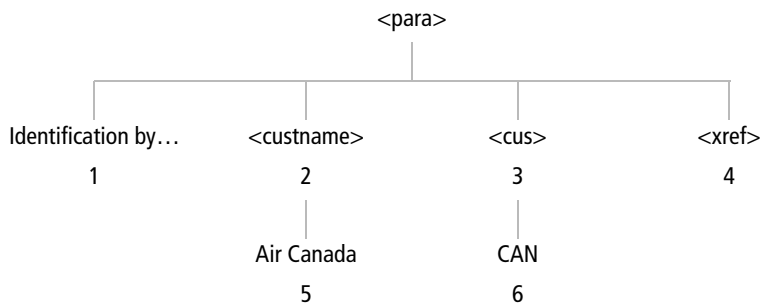 <para>
Identification by… <custname> <cus> <xref>
1 2 3 4
Air Canada CAN
5 6